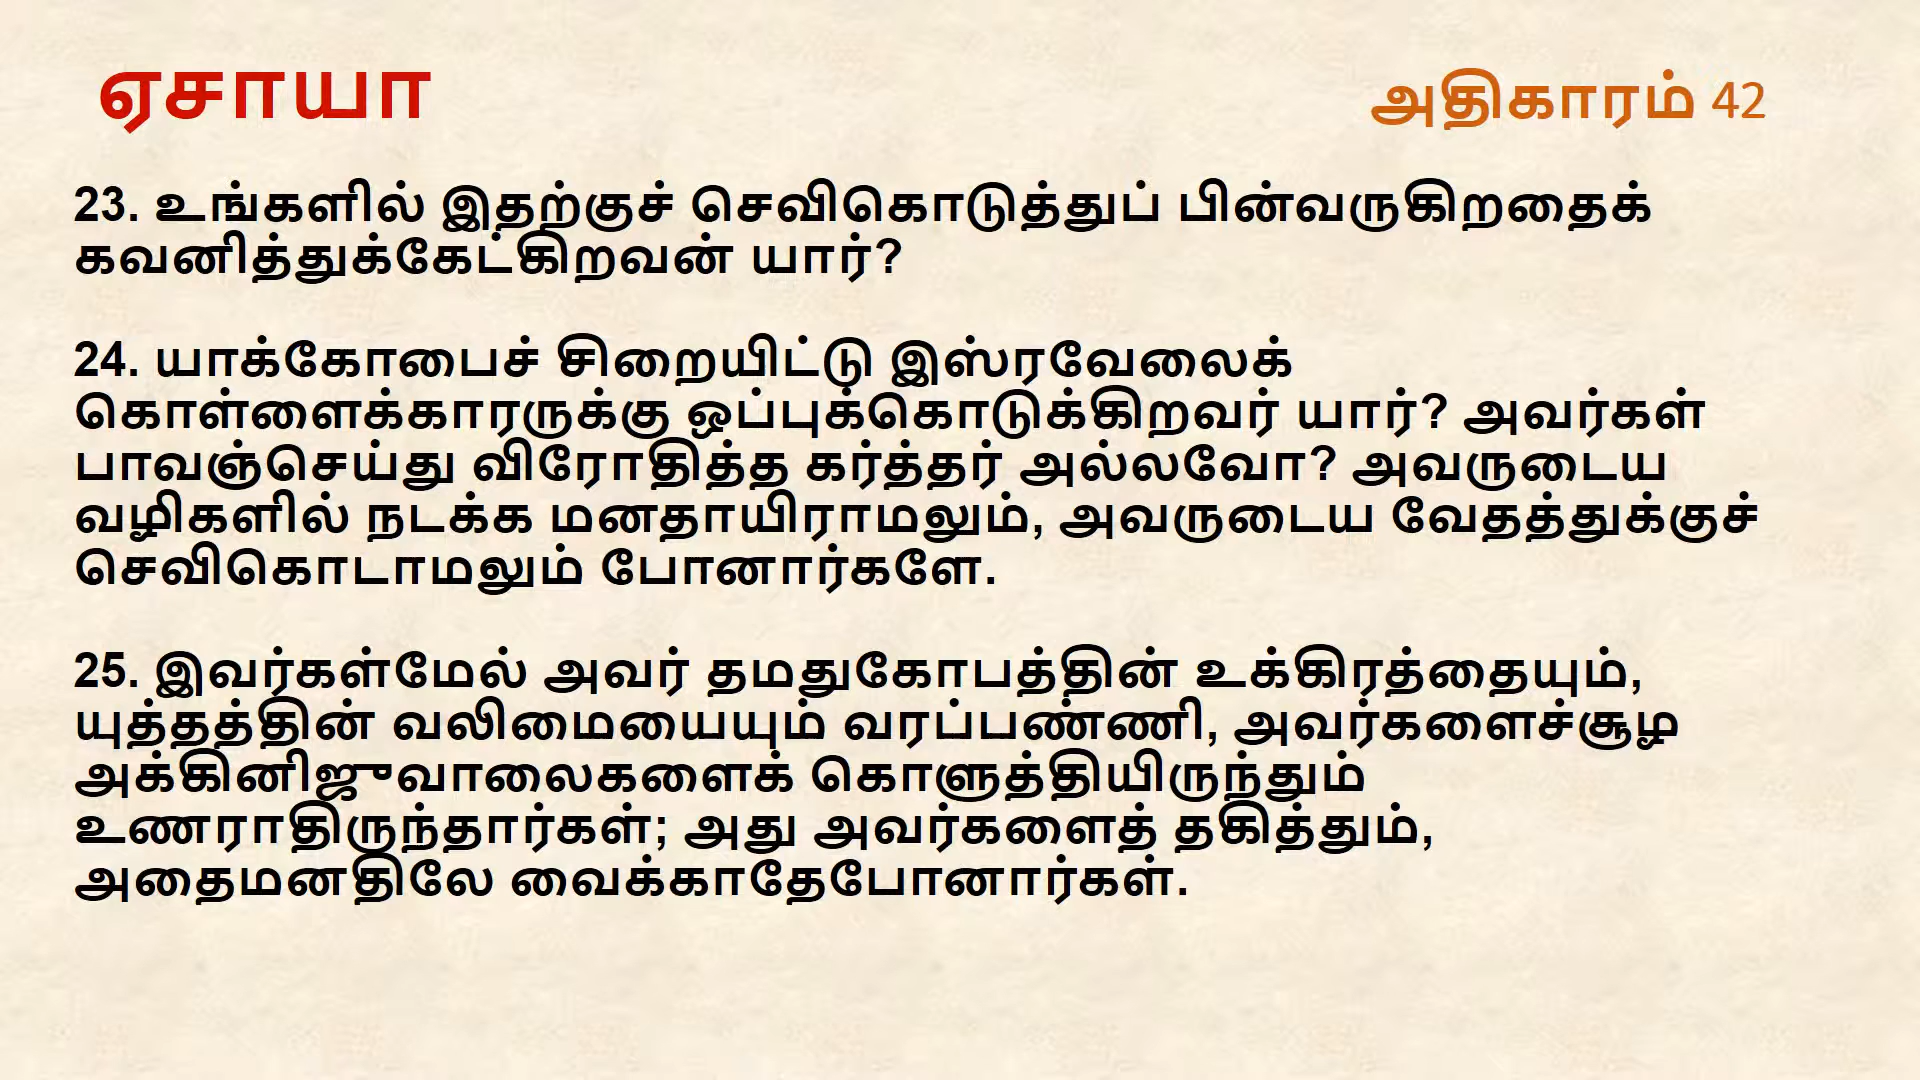 ஏசாயா
அதிகாரம் 42
23. உங்களில் இதற்குச் செவிகொடுத்துப் பின்வருகிறதைக்
கவனித்துக்கேட்கிறவன் யார்?
24. யாக்கோபைச் சிறையிட்டு இஸ்ரவேலைக்
கொள்ளைக்காரருக்கு ஒப்புக்கொடுக்கிறவர் யார்? அவர்கள்
பாவஞ்செய்து விரோதித்த கர்த்தர் அல்லவோ? அவருடைய
வழிகளில் நடக்க மனதாயிராமலும், அவருடைய வேதத்துக்குச்
செவிகொடாமலும் போனார்களே.
25. இவர்கள்மேல் அவர் தமதுகோபத்தின் உக்கிரத்தையும்,
யுத்தத்தின் வலிமையையும் வரப்பண்ணி, அவர்களைச்சூழ
அக்கினிஜுவாலைகளைக் கொளுத்தியிருந்தும்
உணராதிருந்தார்கள்; அது அவர்களைத் தகித்தும்,
அதைமனதிலே வைக்காதேபோனார்கள்.